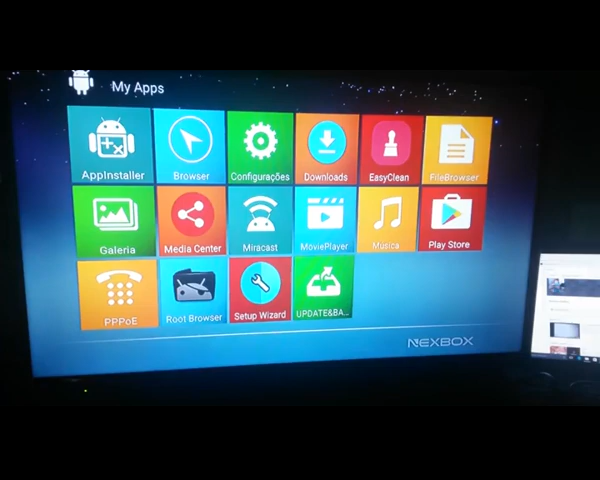 My Apps
AppInstaller
Browser
Configurações
Downloads
EasyClean
FileBrowser
Galeria
Media Center
Miracast
MoviePlayer
Música
Play Store
PPPoE
Root Browser
Setup Wizard
UPDATE&BA...
NEXBOX